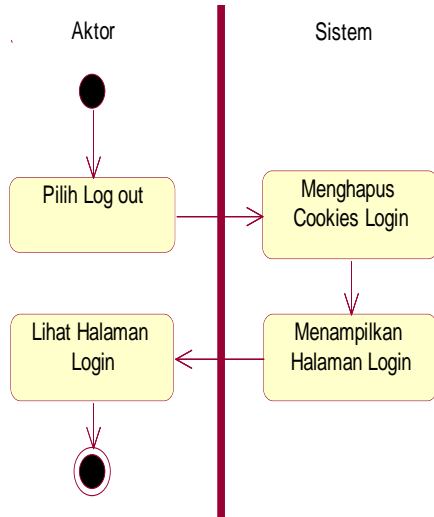 Aktor
Sistem
Pilih Log out
Menghapus
Cookies Login
Menampilkan
Halaman Login
Lihat Halaman
Login